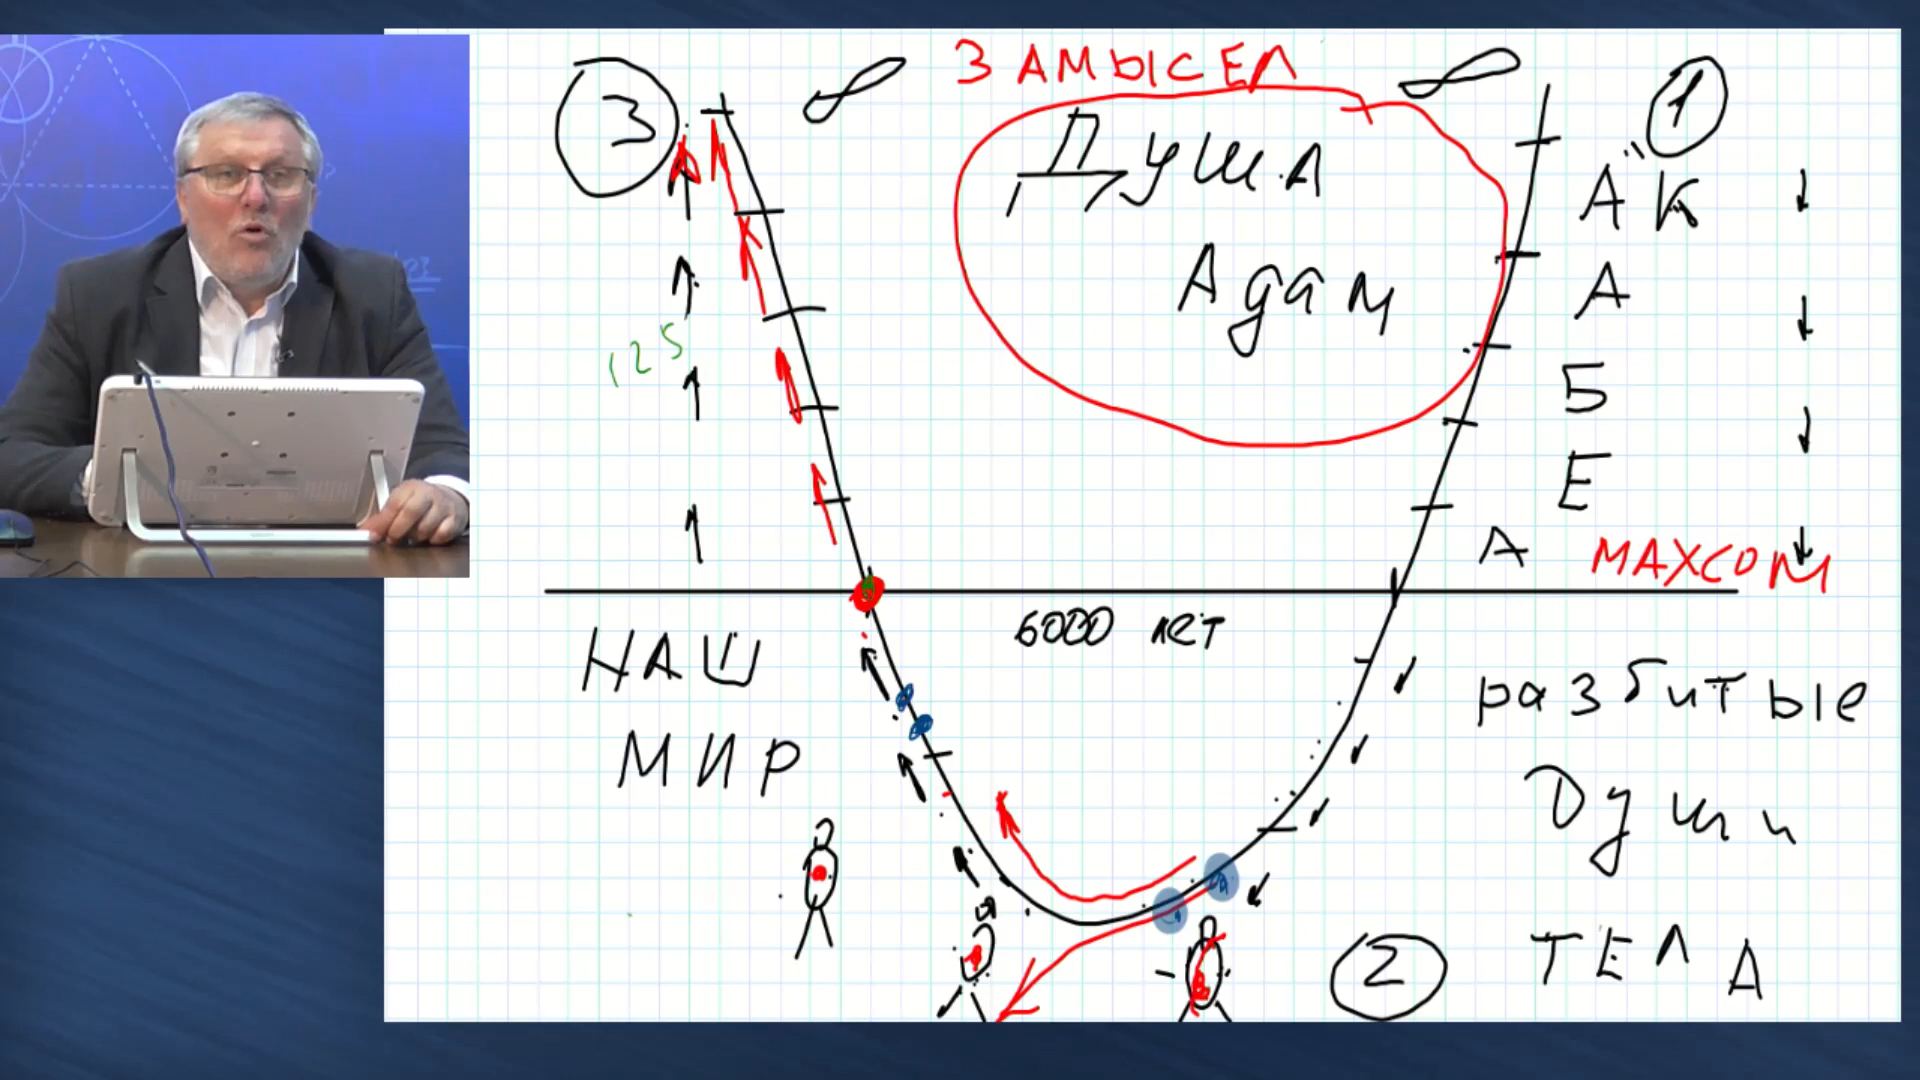 ЗАМЫСЕЛ
3
∞
∞
1
Душа
Адам
"АК
А
Б
Е
А
МАХСОМ
125
6000 лет
НАШ
МИР
разбитые
Души
ТЕЛА
2